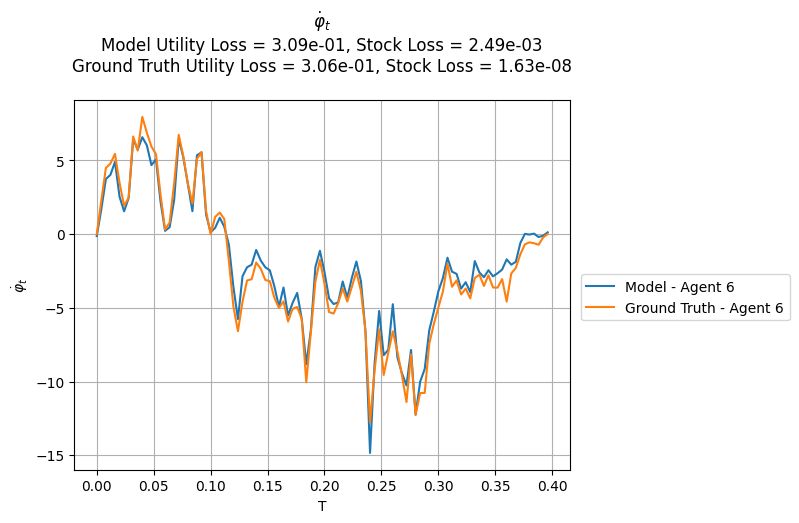 φ̇ₜ
Model Utility Loss = 3.09e-01, Stock Loss = 2.49e-03
Ground Truth Utility Loss = 3.06e-01, Stock Loss = 1.63e-08
φ̇ₜ
5
0
−5
−10
−15
0.00 0.05 0.10 0.15 0.20 0.25 0.30 0.35 0.40
T
Model - Agent 6
Ground Truth - Agent 6